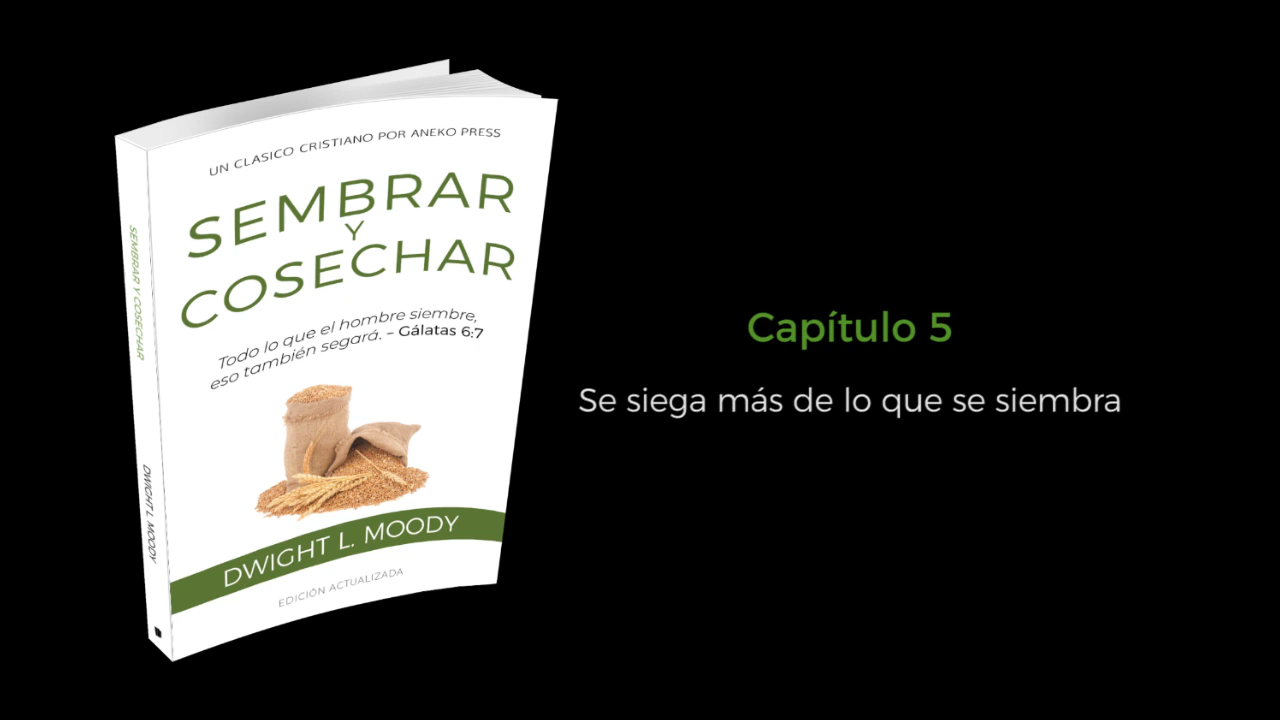 UN CLASICO CRISTIANO POR ANEKO PRESS
SEMBRAR
Y
COSECHAR
Todo lo que el hombre siembre,
eso también segará. – Gálatas 6:7
DWIGHT L. MOODY
EDICIÓN ACTUALIZADA
SEMBRAR Y COSECHAR
DWIGHT L. MOODY
Capítulo 5
Se siega más de lo que se siembra